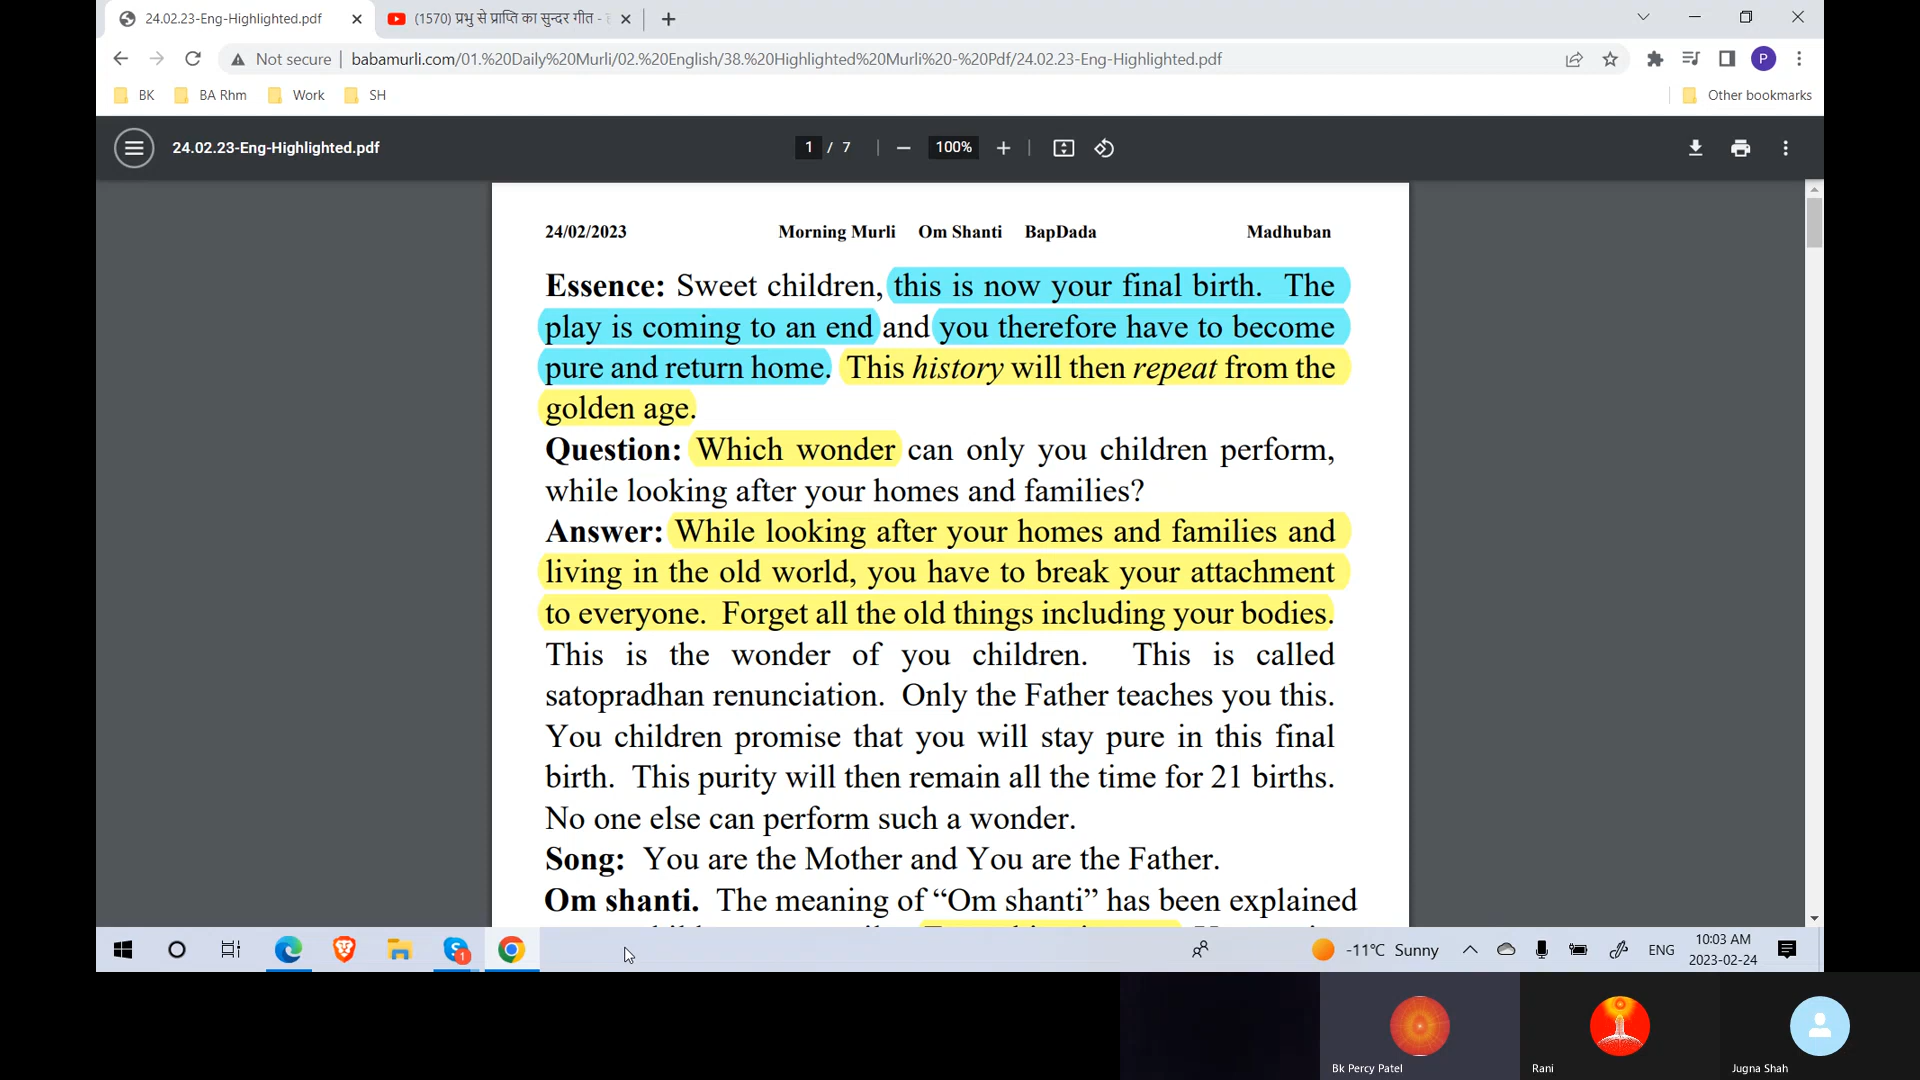 24.02.23-Eng-Highlighted.pdf
(1570) प्रभु से प्राप्ति का सुन्दर गीत -
Not secure
babamurli.com/01.%20Daily%20Murli/02.%20English/38.%20Highlighted%20Murli%20-%20Pdf/24.02.23-Eng-Highlighted.pdf
P
BK
BA Rhm
Work
SH
Other bookmarks
24.02.23-Eng-Highlighted.pdf
1 / 7
100%
24/02/2023 Morning Murli Om Shanti BapDada Madhuban
Essence: Sweet children, this is now your final birth. The
play is coming to an end and you therefore have to become
pure and return home. This history will then repeat from the
golden age.
Question: Which wonder can only you children perform,
while looking after your homes and families?
Answer: While looking after your homes and families and
living in the old world, you have to break your attachment
to everyone. Forget all the old things including your bodies.
This is the wonder of you children. This is called
satopradhan renunciation. Only the Father teaches you this.
You children promise that you will stay pure in this final
birth. This purity will then remain all the time for 21 births.
No one else can perform such a wonder.
Song: You are the Mother and You are the Father.
Om shanti. The meaning of “Om shanti” has been explained
1
-11°C Sunny
ENG
10:03 AM
2023-02-24
Bk Percy Patel
Rani
Jugna Shah